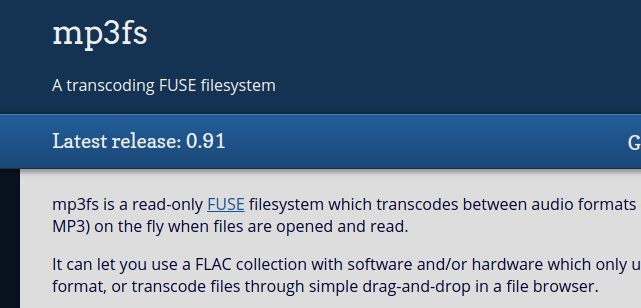 mp3fs
A transcoding FUSE filesystem
Latest release: 0.91
G
mp3fs is a read-only FUSE filesystem which transcodes between audio formats
MP3) on the fly when files are opened and read.
It can let you use a FLAC collection with software and/or hardware which only u
format, or transcode files through simple drag-and-drop in a file browser.